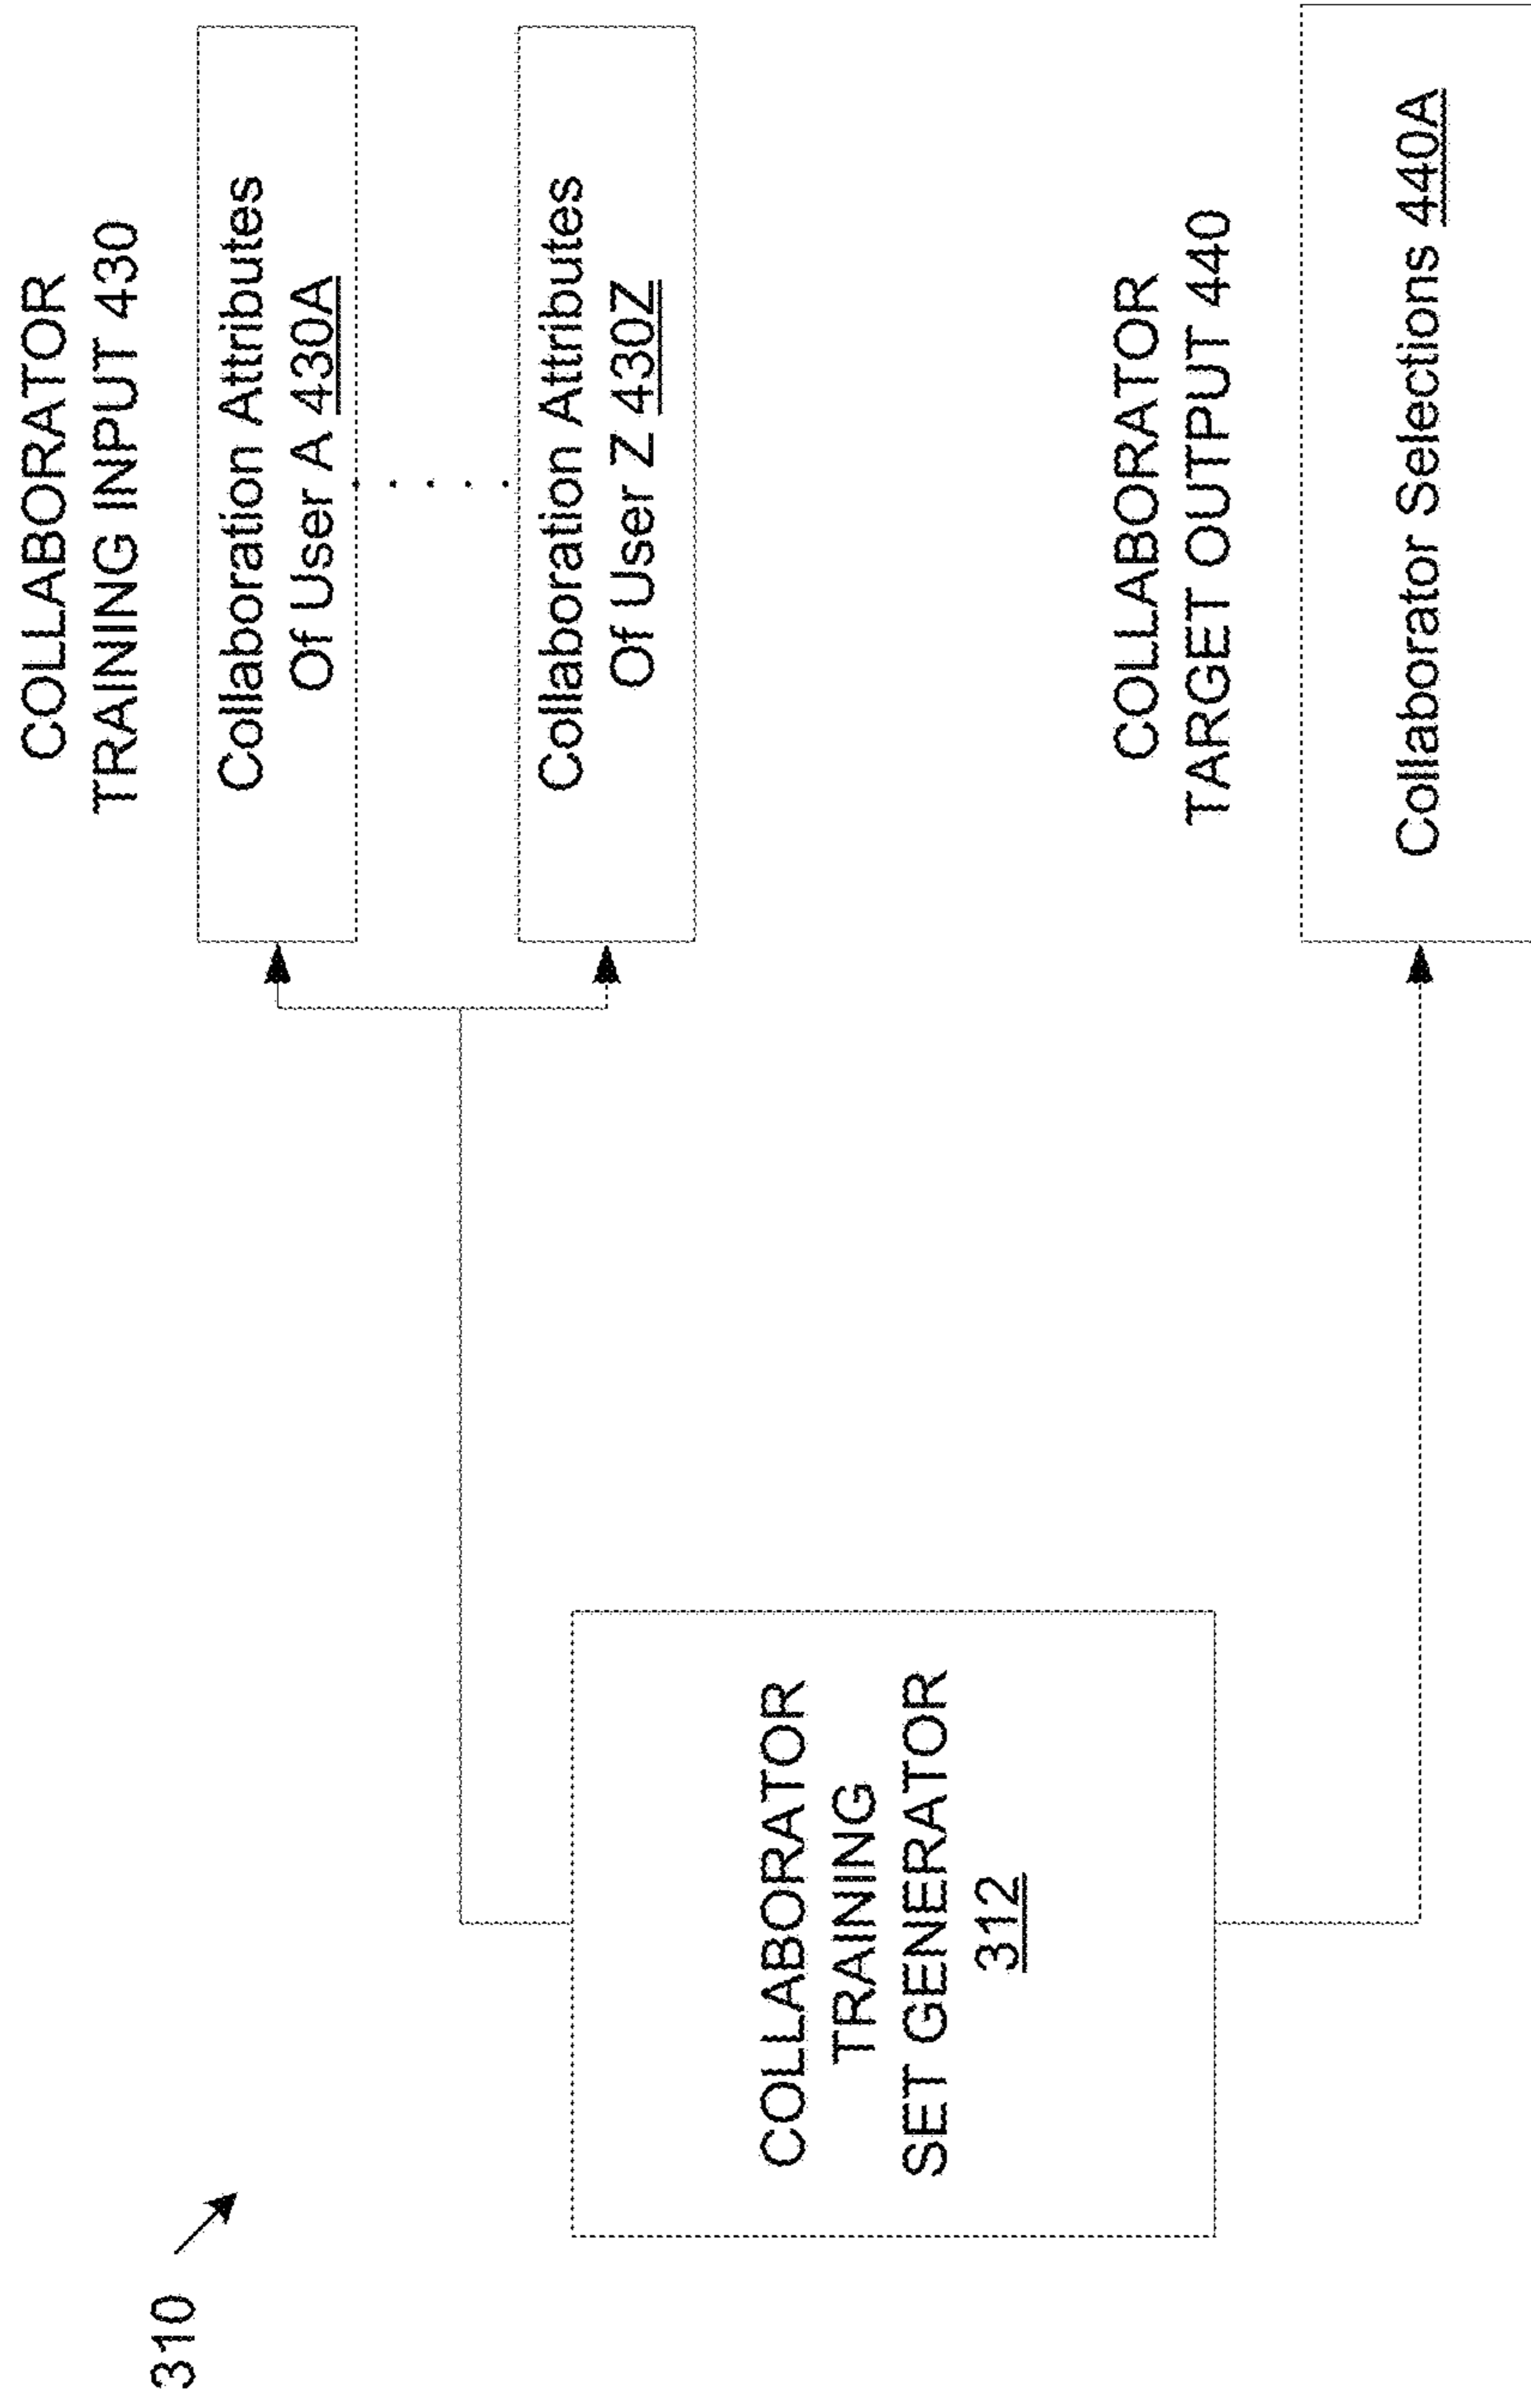 310
COLLABORATOR
TRAINING
SET GENERATOR
312
COLLABORATOR
TRAINING INPUT 430
Collaboration Attributes
Of User A 430A
Collaboration Attributes
Of User Z 430Z
COLLABORATOR
TARGET OUTPUT 440
Collaborator Selections 440A